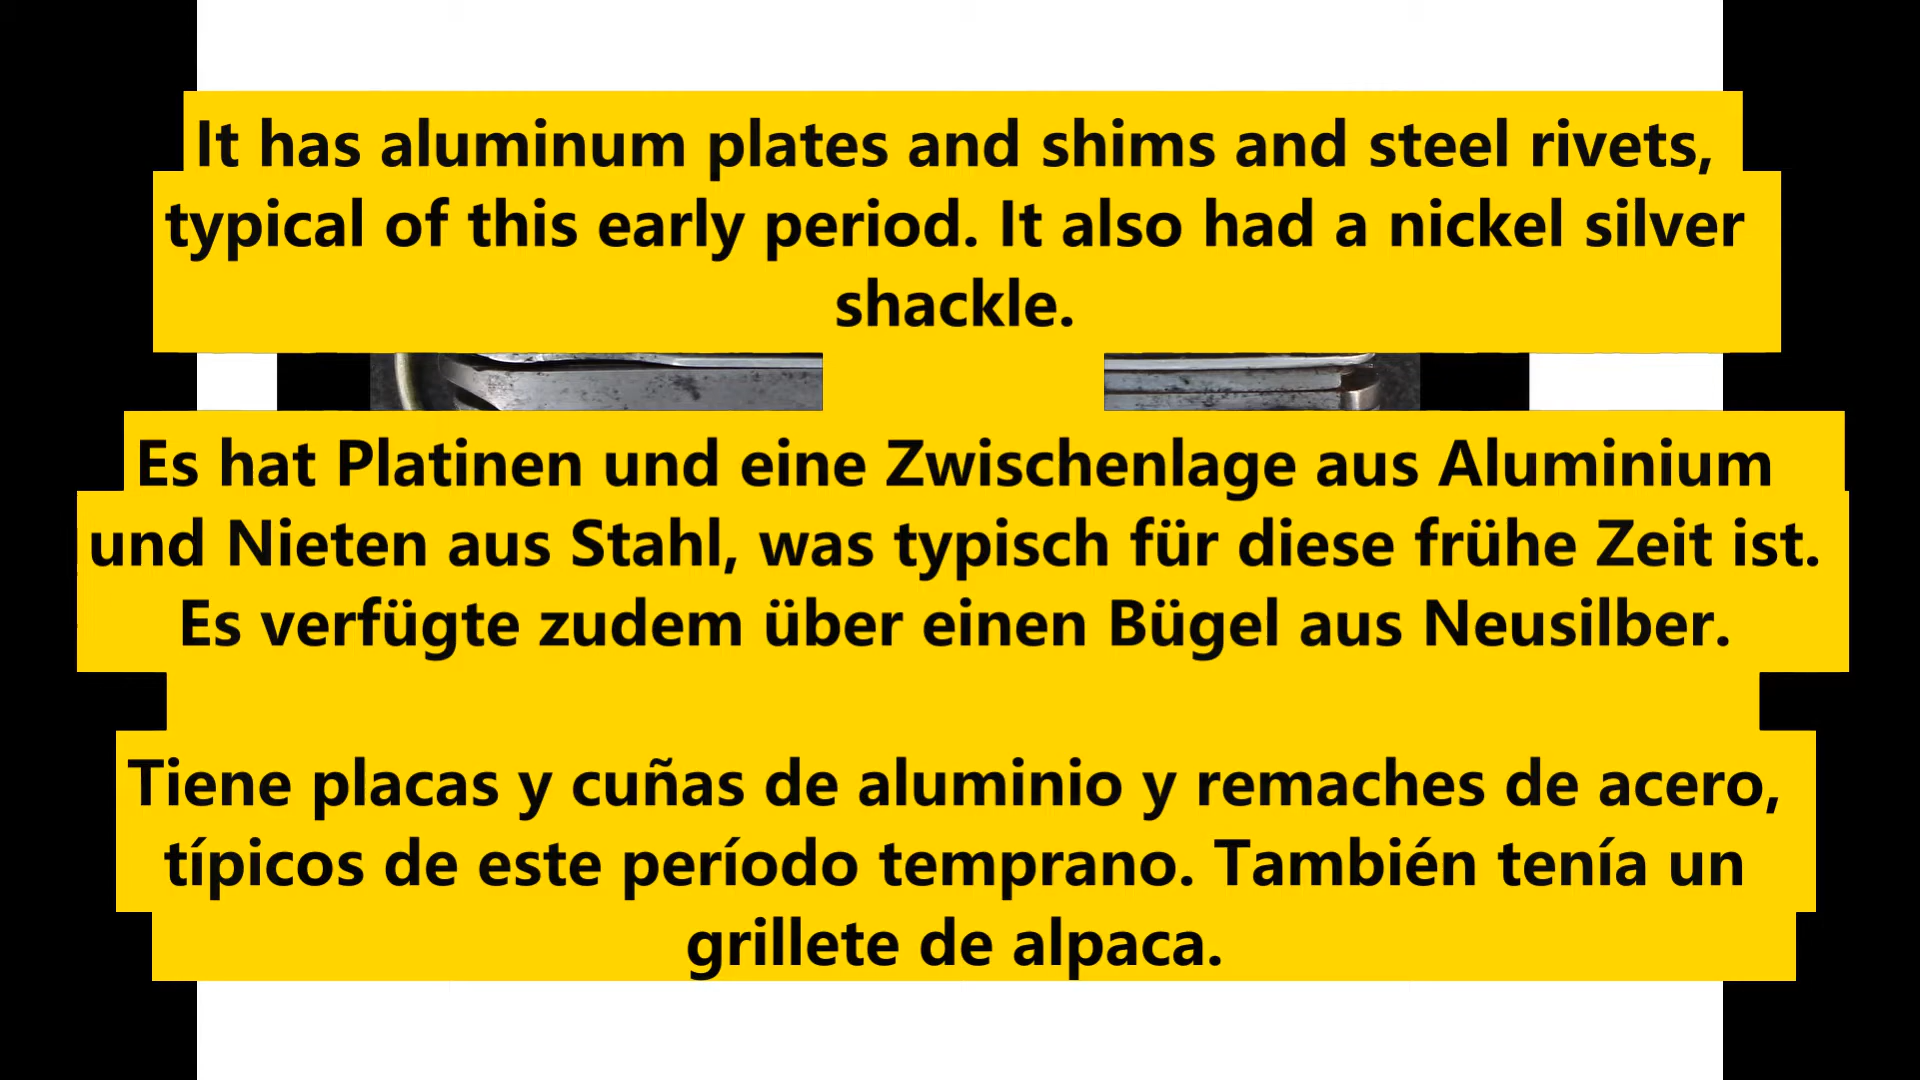 It has aluminum plates and shims and steel rivets,
typical of this early period. It also had a nickel silver
shackle.
Es hat Platinen und eine Zwischenlage aus Aluminium
und Nieten aus Stahl, was typisch für diese frühe Zeit ist.
Es verfügte zudem über einen Bügel aus Neusilber.
Tiene placas y cuñas de aluminio y remaches de acero,
típicos de este período temprano. También tenía un
grillete de alpaca.